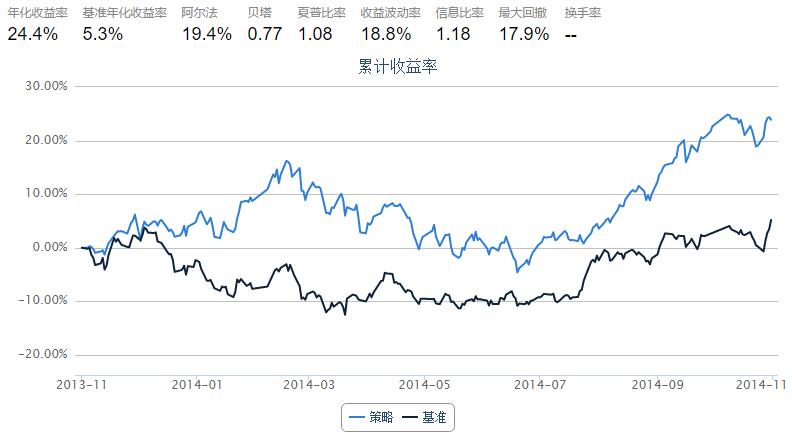 年化收益率 基准年化收益率 阿尔法 贝塔 夏普比率 收益波动率 信息比率 最大回撤 换手率
24.4% 5.3% 19.4% 0.77 1.08 18.8% 1.18 17.9% --
累计收益率
30.00%
20.00%
10.00%
0.00%
-10.00%
-20.00%
2013-11 2014-01 2014-03 2014-05 2014-07 2014-09 2014-11
策略 基准